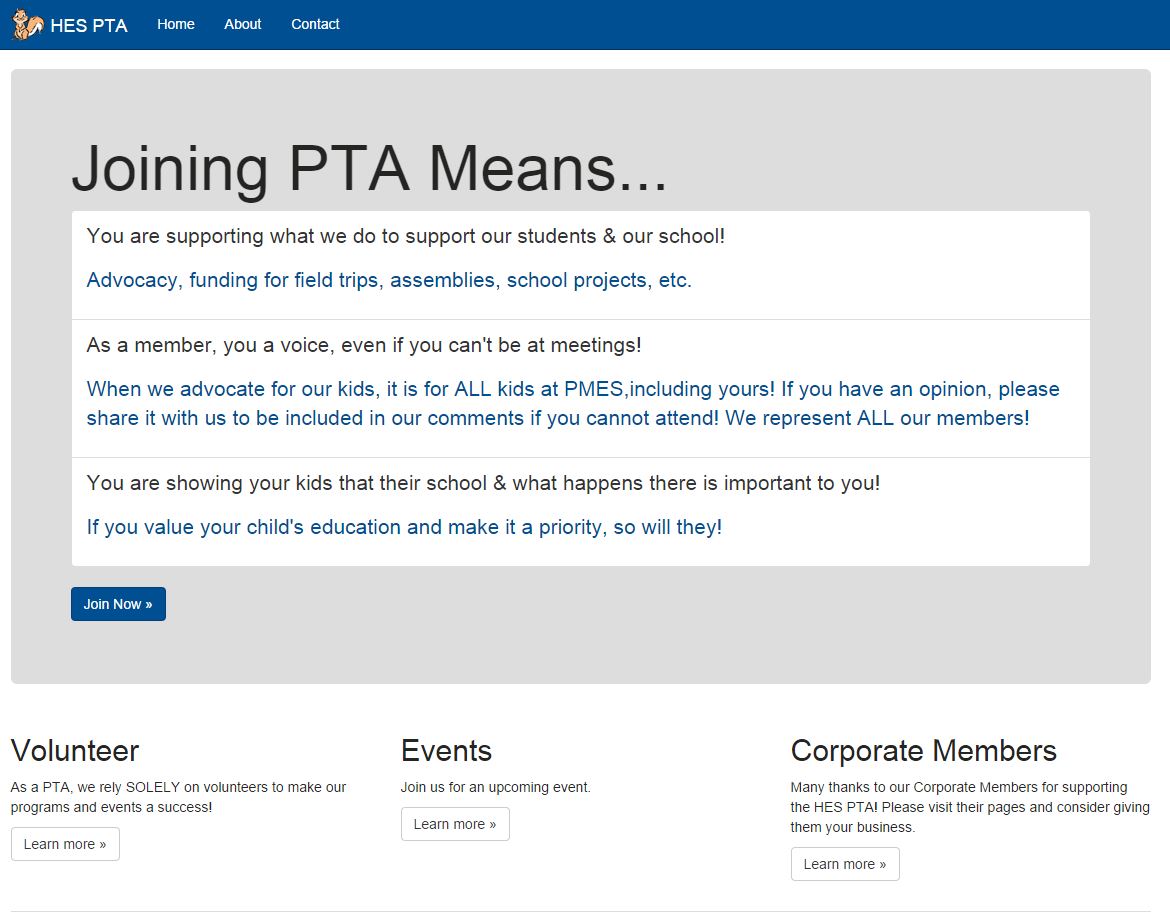 HES PTA Home About Contact
Joining PTA Means...
You are supporting what we do to support our students & our school!
Advocacy, funding for field trips, assemblies, school projects, etc.
As a member, you a voice, even if you can't be at meetings!
When we advocate for our kids, it is for ALL kids at PMES,including yours! If you have an opinion, please
share it with us to be included in our comments if you cannot attend! We represent ALL our members!
You are showing your kids that their school & what happens there is important to you!
If you value your child's education and make it a priority, so will they!
Join Now »
Volunteer
As a PTA, we rely SOLELY on volunteers to make our
programs and events a success!
Learn more »
Events
Join us for an upcoming event.
Learn more »
Corporate Members
Many thanks to our Corporate Members for supporting
the HES PTA! Please visit their pages and consider giving
them your business.
Learn more »